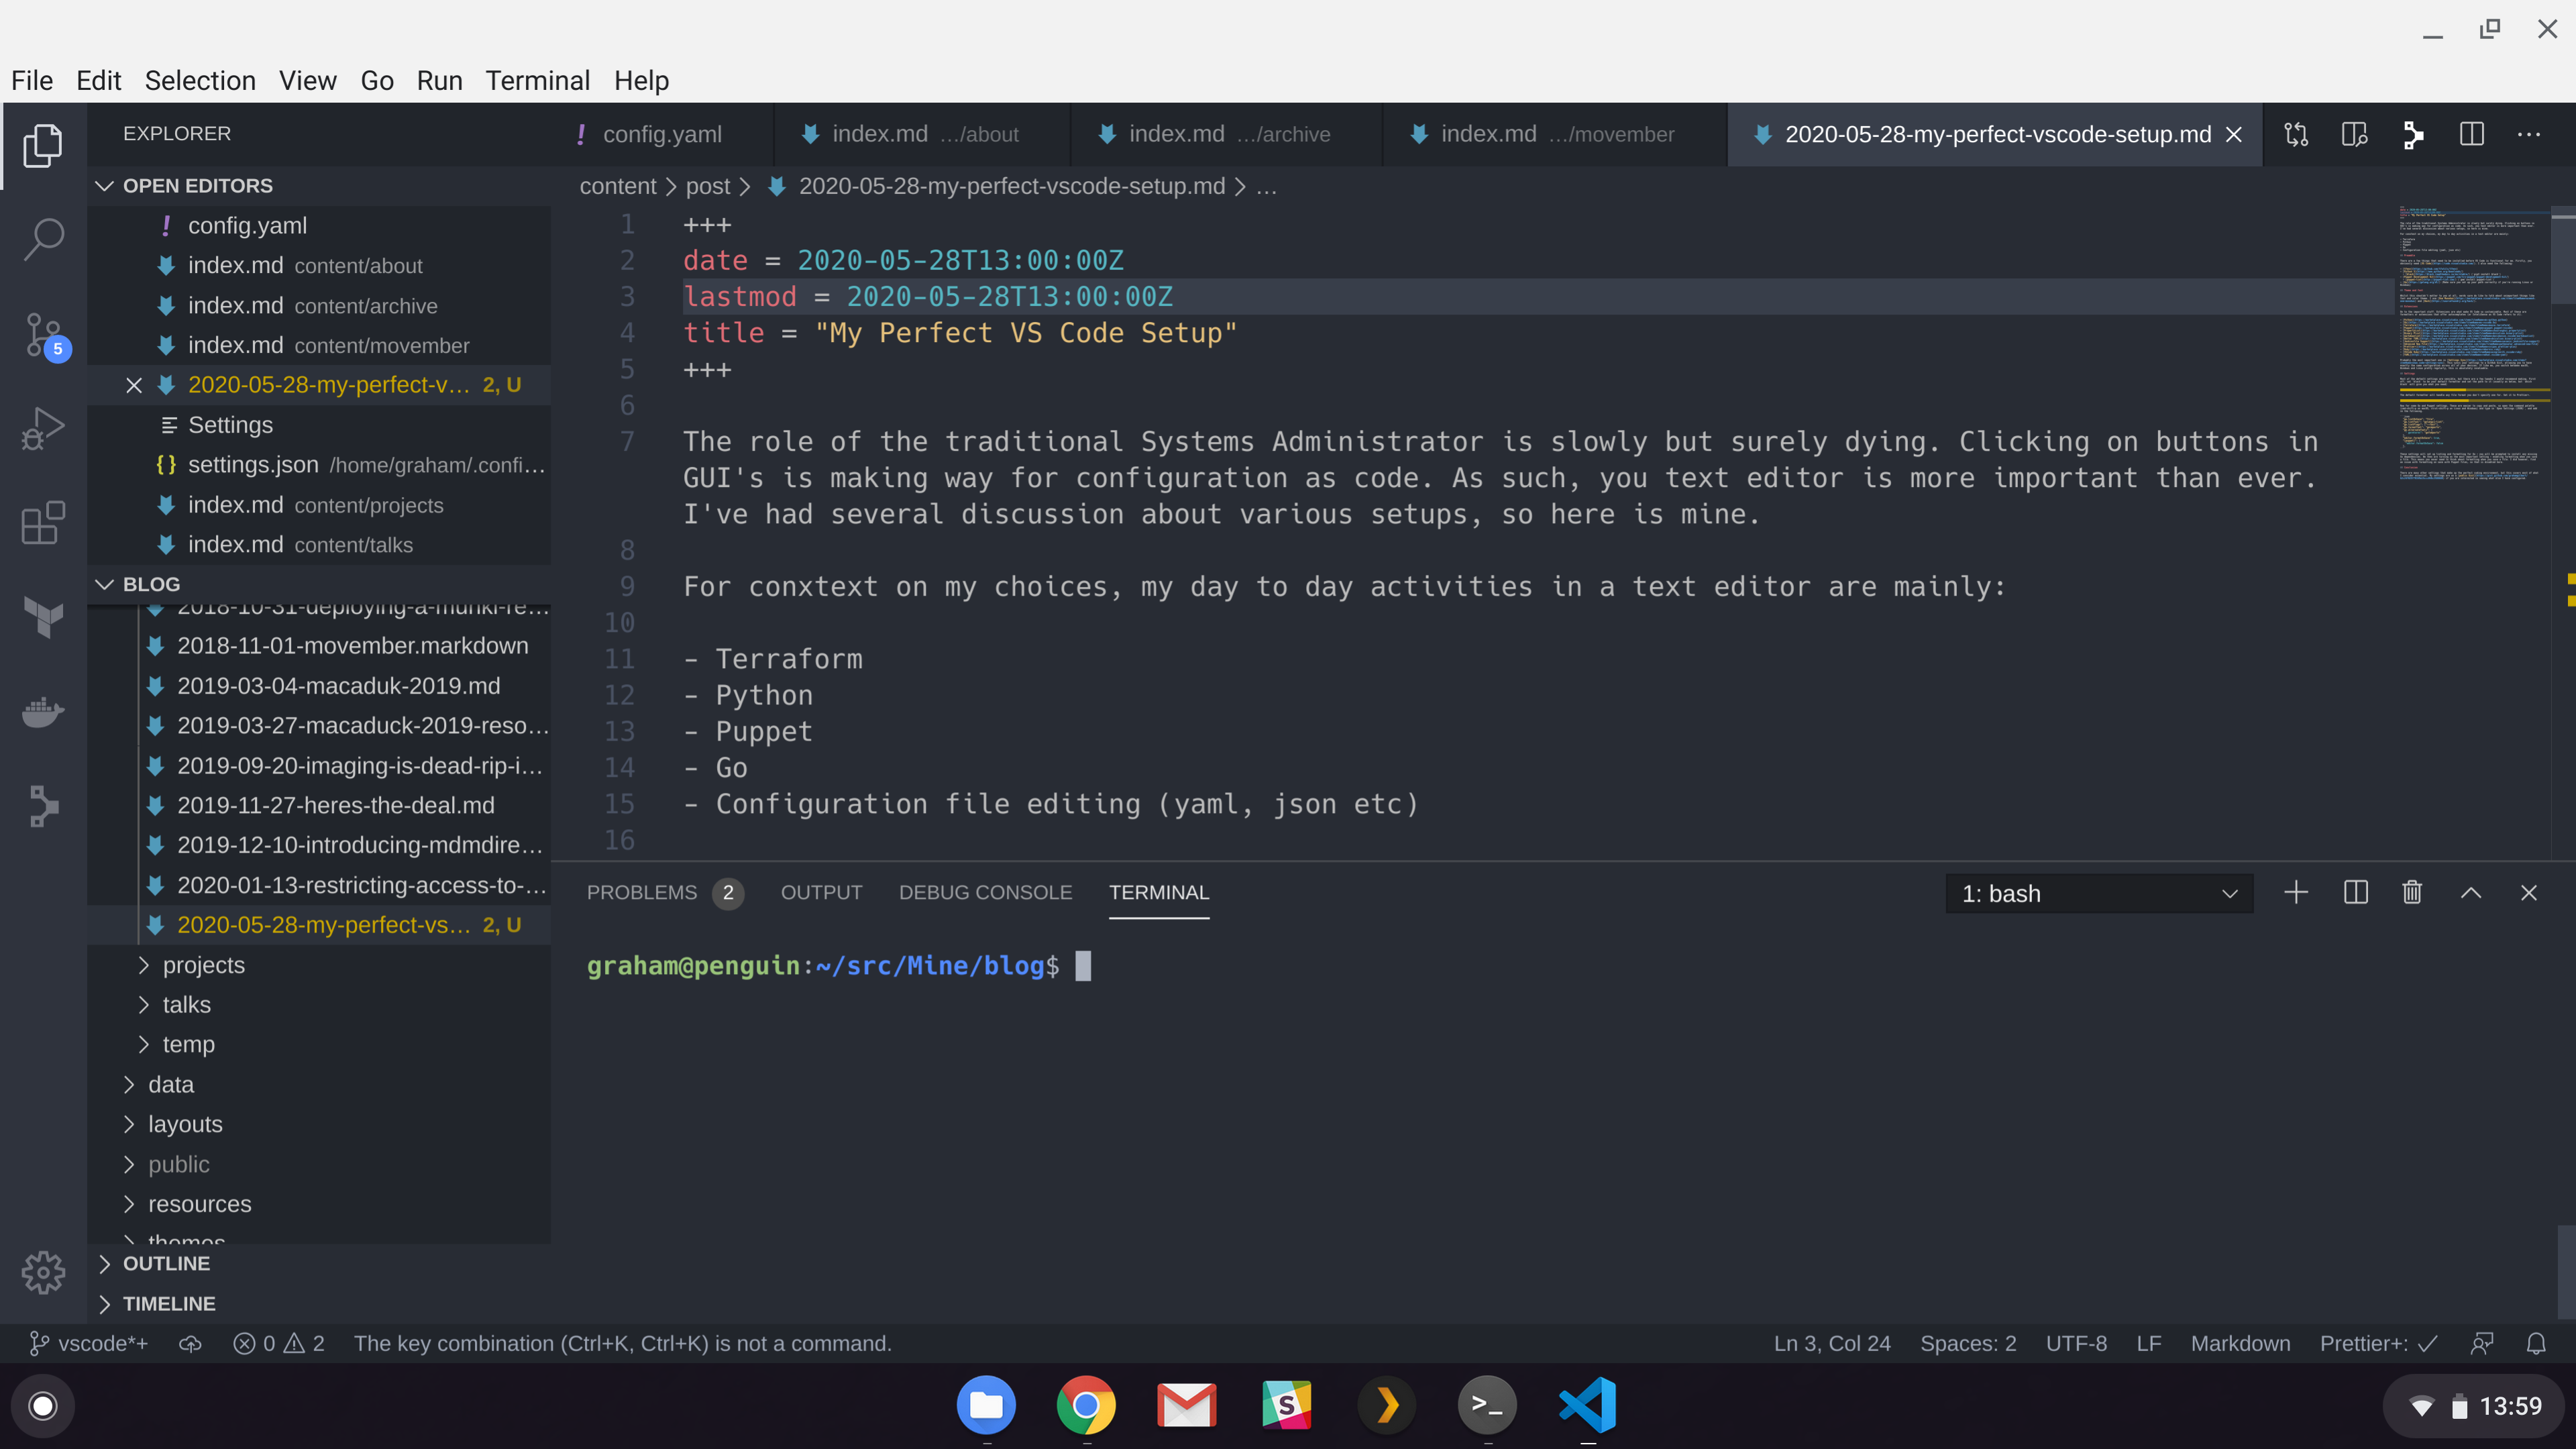 File Edit Selection View Go Run Terminal Help
EXPLORER
OPEN EDITORS
! config.yaml
index.md content/about
index.md content/archive
index.md content/movember
2020-05-28-my-perfect-v… 2, U
Settings
{} settings.json /home/graham/.confi…
index.md content/projects
index.md content/talks
BLOG
2018-10-31-deploying-a-munki-re…
2018-11-01-movember.markdown
2019-03-04-macaduk-2019.md
2019-03-27-macaduck-2019-reso…
2019-09-20-imaging-is-dead-rip-i…
2019-11-27-heres-the-deal.md
2019-12-10-introducing-mdmdire…
2020-01-13-restricting-access-to-…
2020-05-28-my-perfect-vs… 2, U
projects
talks
temp
data
layouts
public
resources
themes
OUTLINE
TIMELINE
5
! config.yaml
index.md …/about
index.md …/archive
index.md …/movember
2020-05-28-my-perfect-vscode-setup.md
content > post > 2020-05-28-my-perfect-vscode-setup.md > …
1 +++
2 date = 2020-05-28T13:00:00Z
3 lastmod = 2020-05-28T13:00:00Z
4 title = "My Perfect VS Code Setup"
5 +++
6
7 The role of the traditional Systems Administrator is slowly but surely dying. Clicking on buttons in
GUI's is making way for configuration as code. As such, you text editor is more important than ever.
I've had several discussion about various setups, so here is mine.
8
9 For conxtext on my choices, my day to day activities in a text editor are mainly:
10
11 - Terraform
12 - Python
13 - Puppet
14 - Go
15 - Configuration file editing (yaml, json etc)
16
PROBLEMS 2 OUTPUT DEBUG CONSOLE TERMINAL
1: bash
graham@penguin:~/src/Mine/blog$
vscode*+ 0 2 The key combination (Ctrl+K, Ctrl+K) is not a command.
Ln 3, Col 24 Spaces: 2 UTF-8 LF Markdown Prettier+: ✓
S
>_
13:59